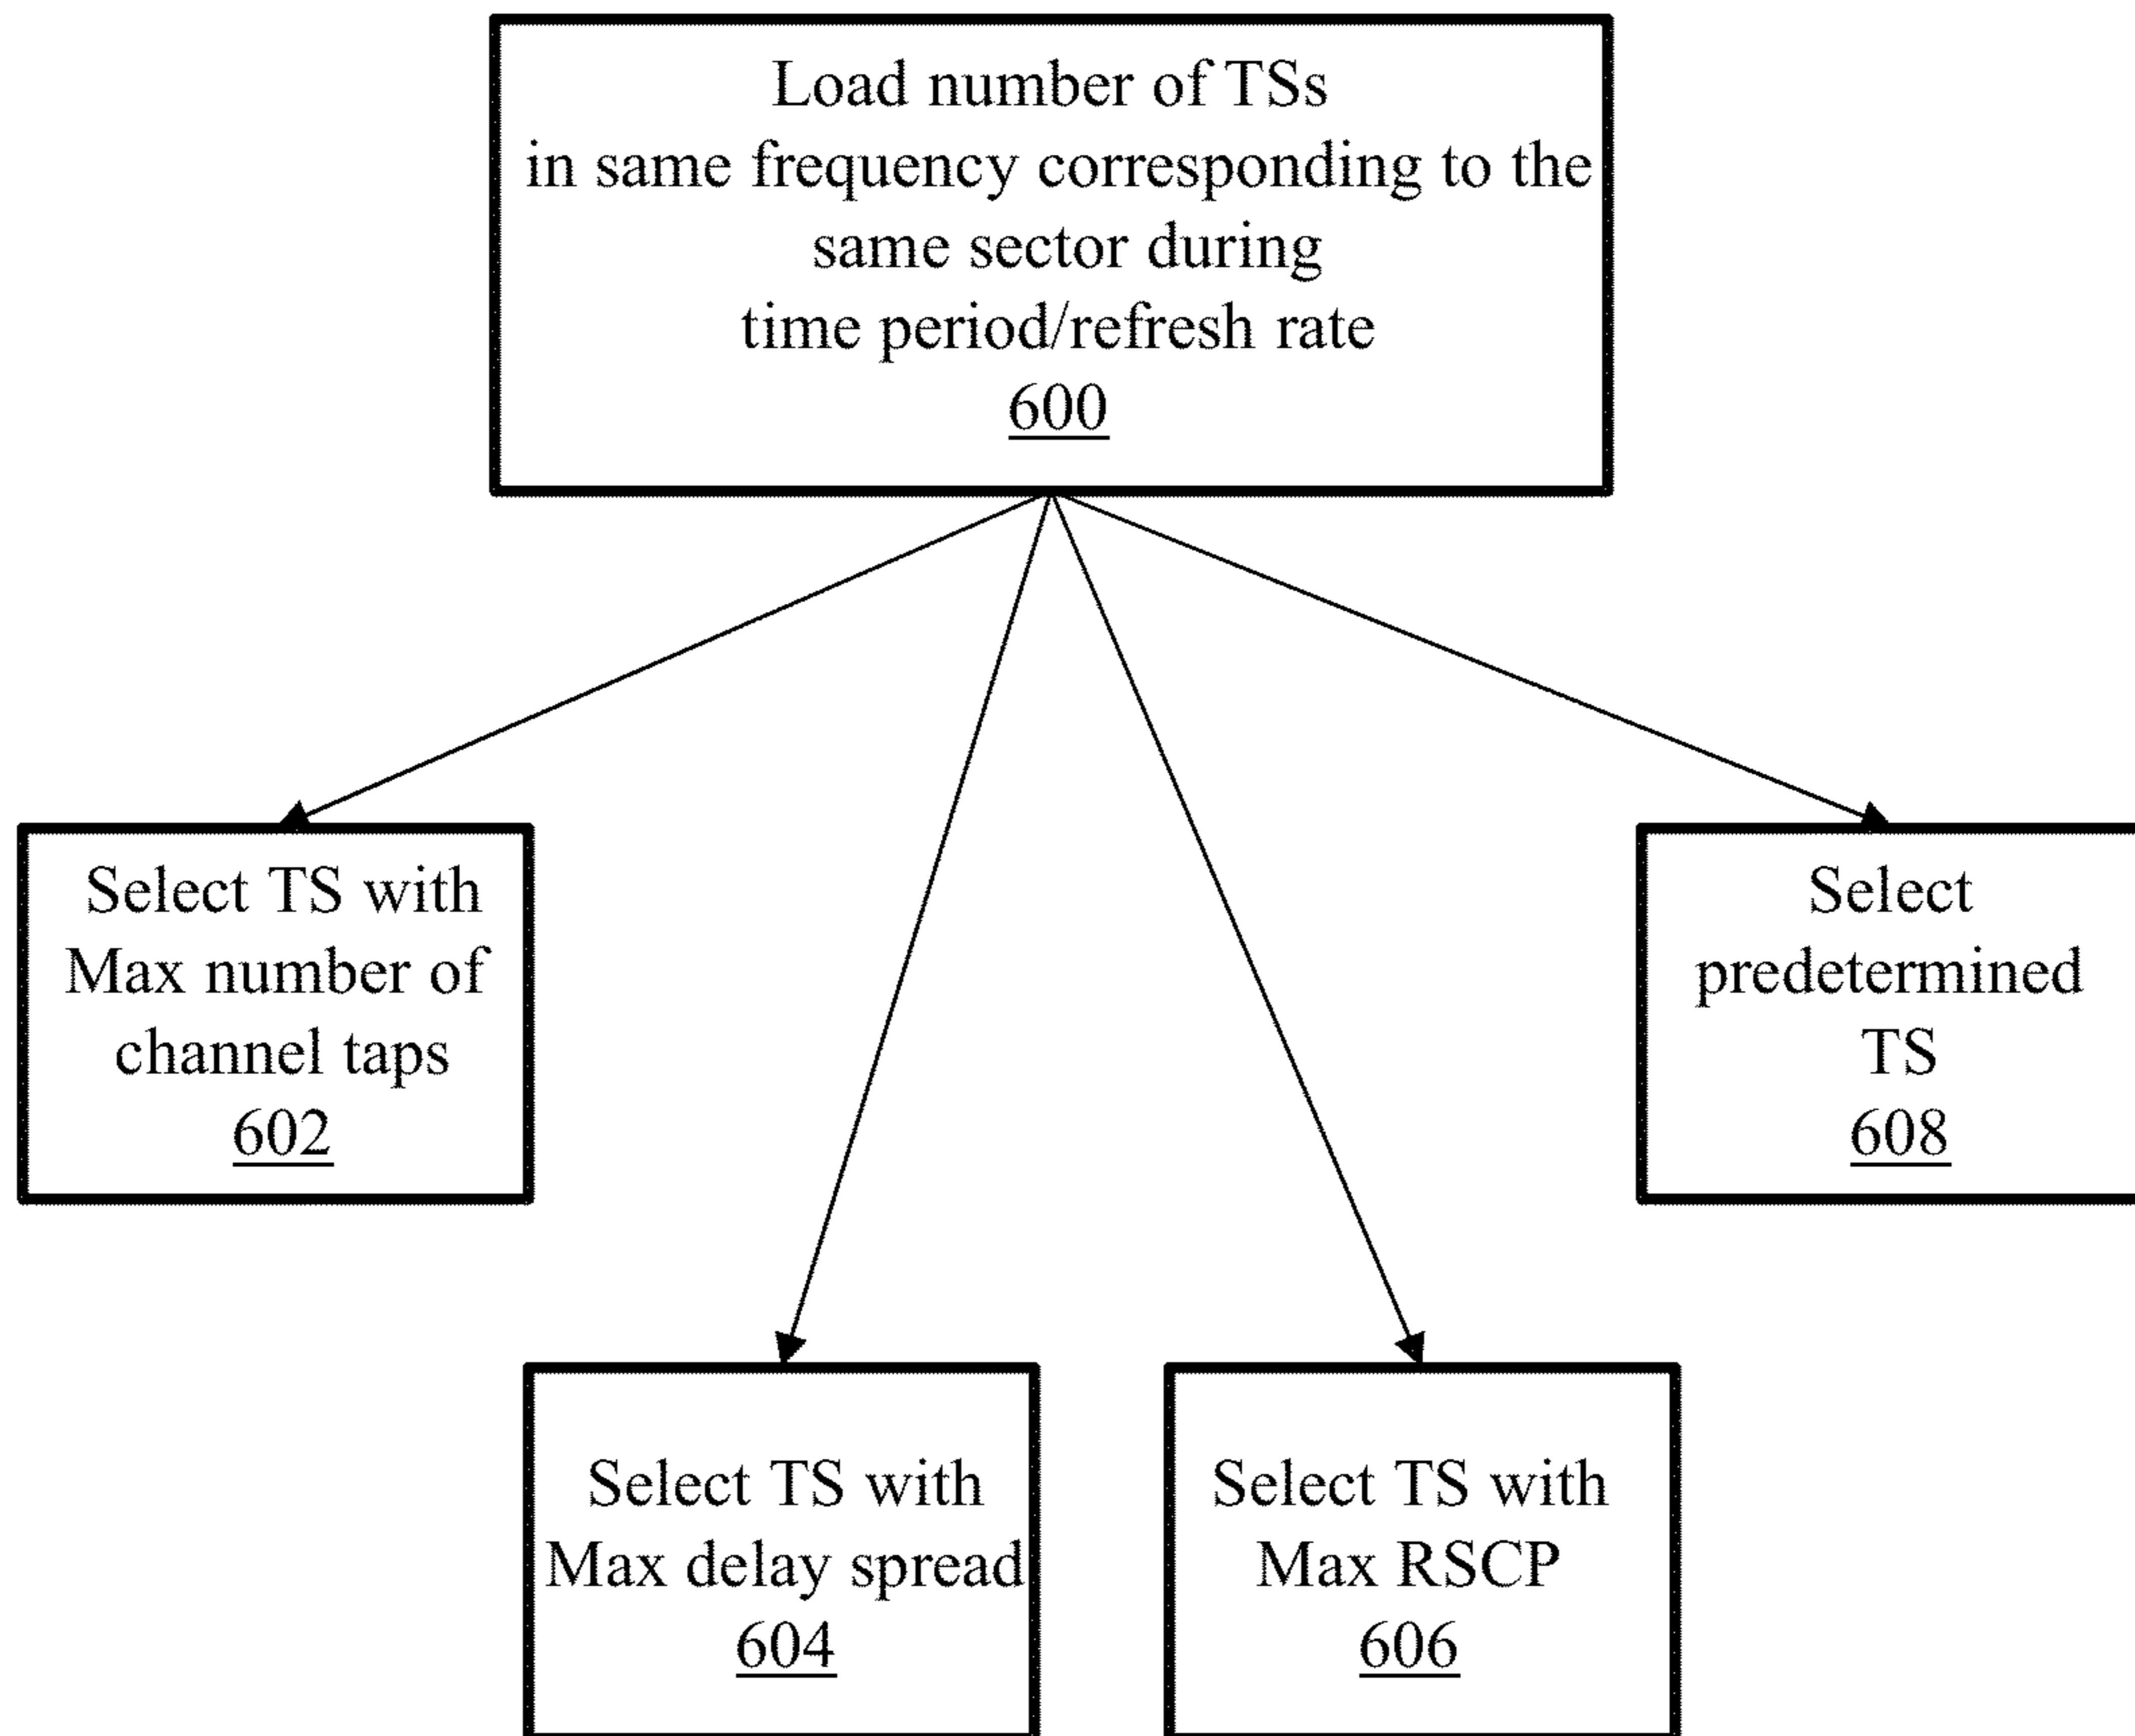 Load number of TSs
in same frequency corresponding to the
same sector during
time period/refresh rate
600
Select TS with
Max number of
channel taps
602
Select
predetermined
TS
608
Select TS with
Max delay spread
604
Select TS with
Max RSCP
606